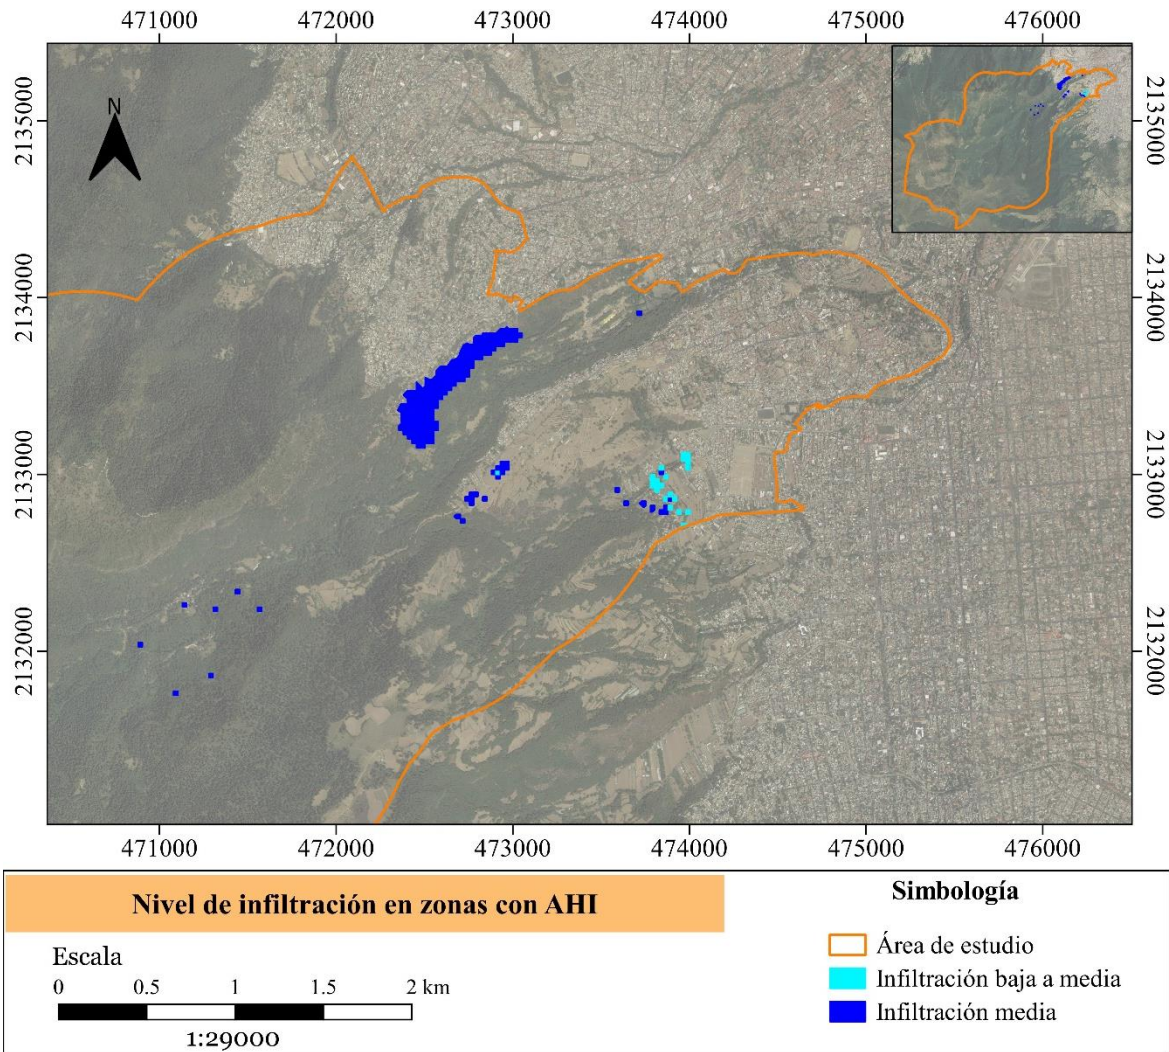 471000 472000 473000 474000 475000 476000
N
2135000 2135000
2134000 2134000
2133000 2133000
2132000 2132000
471000 472000 473000 474000 475000 476000
Nivel de infiltración en zonas con AHI
Escala
0 0.5 1 1.5 2 km
1:29000
Simbología
Área de estudio
Infiltración baja a media
Infiltración media